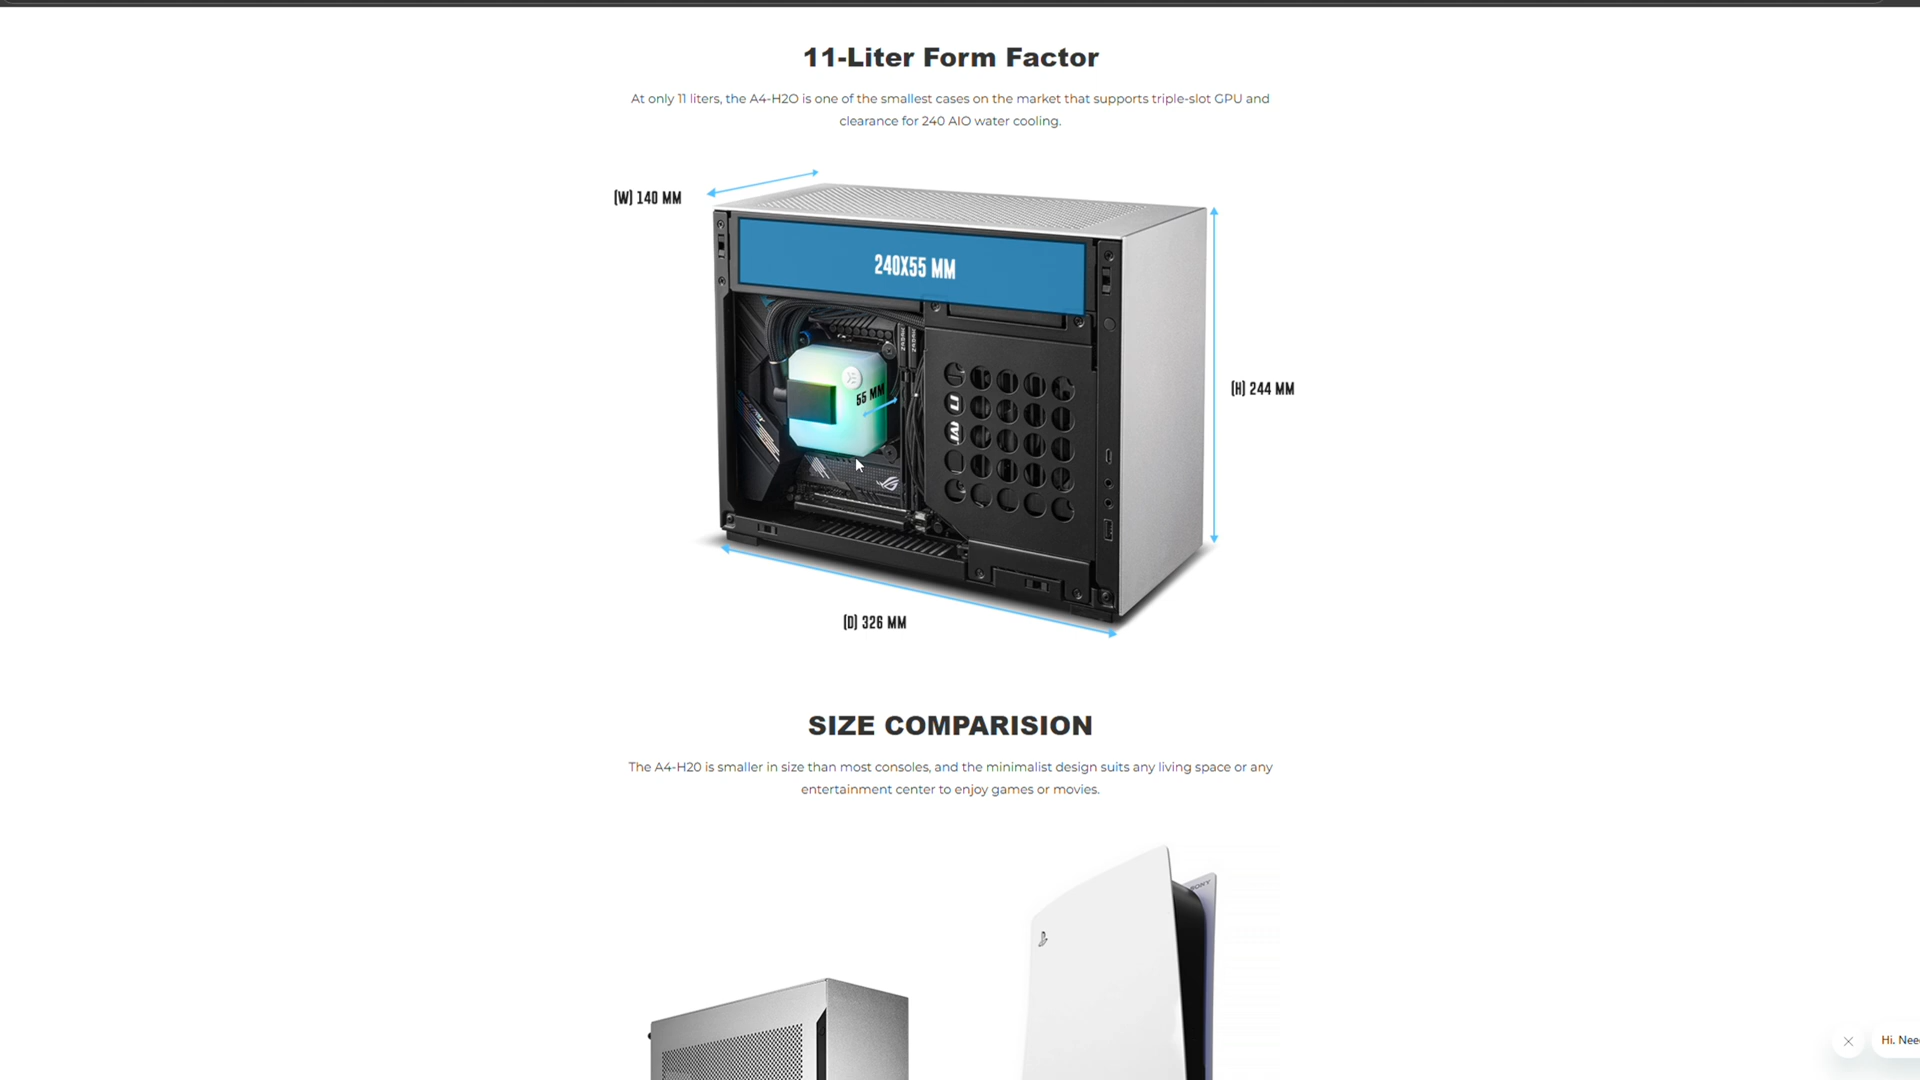 11-Liter Form Factor
At only 11 liters, the A4-H2O is one of the smallest cases on the market that supports triple-slot GPU and
clearance for 240 AIO water cooling.
(W) 140 MM
240X55 MM
55 MM
(H) 244 MM
(D) 326 MM
SIZE COMPARISION
The A4-H20 is smaller in size than most consoles, and the minimalist design suits any living space or any
entertainment center to enjoy games or movies.
SONY
Hi. Nee